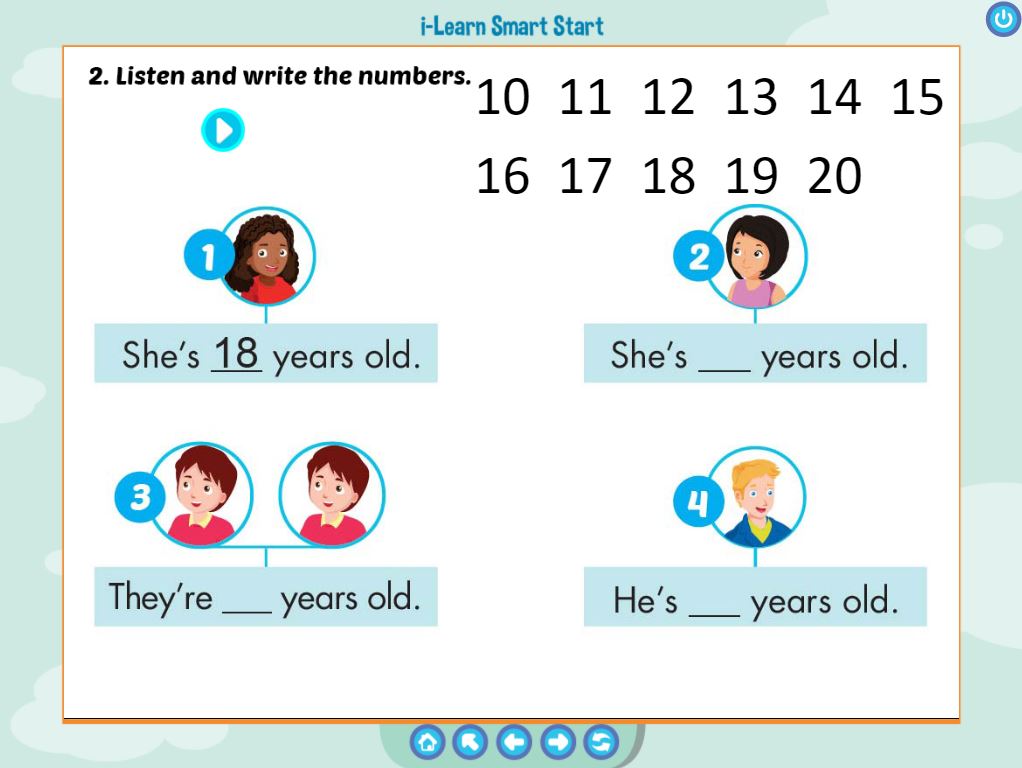 i-Learn Smart Start
2. Listen and write the numbers.
10 11 12 13 14 15
16 17 18 19 20
1
She's 18 years old.
2
She's ___ years old.
3
They're ___ years old.
4
He's ___ years old.